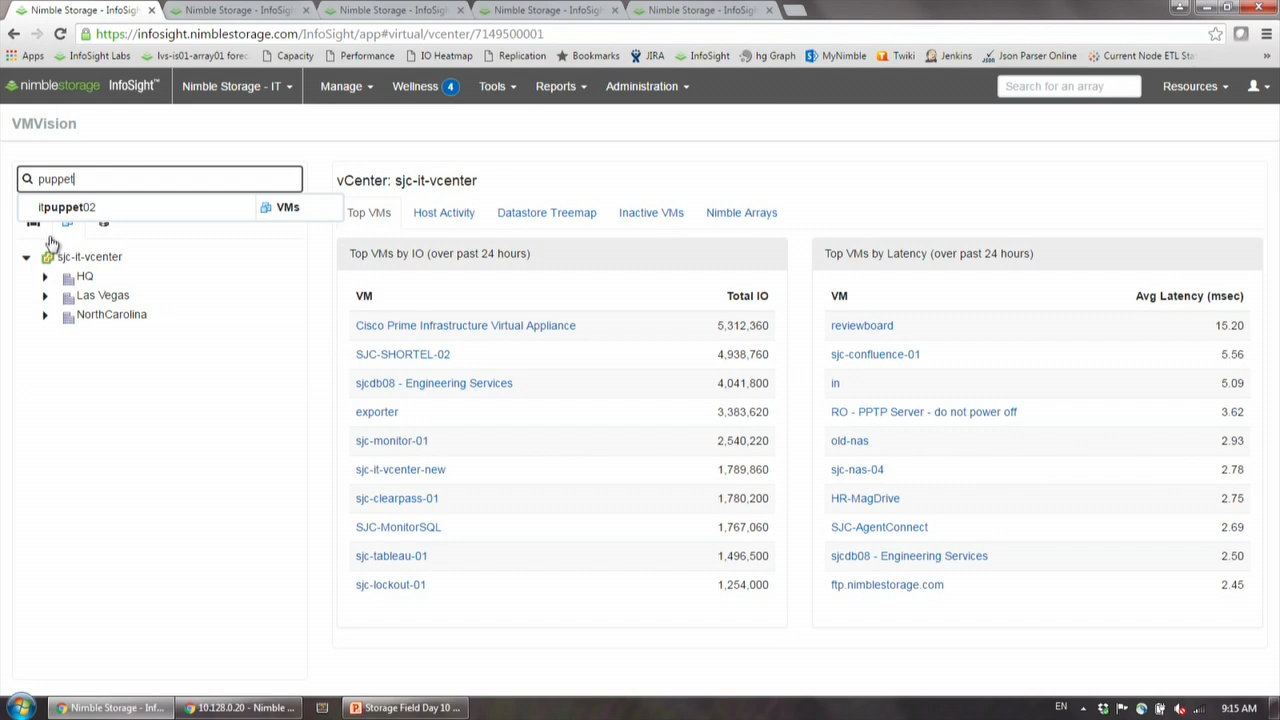 Nimble Storage - InfoSigh
Nimble Storage - InfoSigh
Nimble Storage - InfoSigh
Nimble Storage - InfoSigh
Nimble Storage - InfoSigh
https://infosight.nimblestorage.com/InfoSight/app#virtual/vcenter/7149500001
Apps
InfoSight Labs
lvs-is01-array01 forec
Capacity
Performance
IO Heatmap
Replication
Bookmarks
JIRA
InfoSight
hg Graph
MyNimble
Twiki
Jenkins
Json Parser Online
Current Node ETL Sta
»
nimblestorage InfoSight™
Nimble Storage - IT
Manage
Wellness 4
Tools
Reports
Administration
Search for an array
Resources
VMVision
puppet
itpuppet02 VMs
sjc-it-vcenter
HQ
Las Vegas
NorthCarolina
vCenter: sjc-it-vcenter
Top VMs
Host Activity
Datastore Treemap
Inactive VMs
Nimble Arrays
Top VMs by IO (over past 24 hours)
VM Total IO
Cisco Prime Infrastructure Virtual Appliance 5,312,360
SJC-SHORTEL-02 4,938,760
sjcdb08 - Engineering Services 4,041,800
exporter 3,383,620
sjc-monitor-01 2,540,220
sjc-it-vcenter-new 1,789,860
sjc-clearpass-01 1,780,200
SJC-MonitorSQL 1,767,060
sjc-tableau-01 1,496,500
sjc-lockout-01 1,254,000
Top VMs by Latency (over past 24 hours)
VM Avg Latency (msec)
reviewboard 15.20
sjc-confluence-01 5.56
in 5.09
RO - PPTP Server - do not power off 3.62
old-nas 2.93
sjc-nas-04 2.78
HR-MagDrive 2.75
SJC-AgentConnect 2.69
sjcdb08 - Engineering Services 2.50
ftp.nimblestorage.com 2.45
Nimble Storage - Inf...
10.128.0.20 - Nimble ...
Storage Field Day 10 ...
EN
9:15 AM